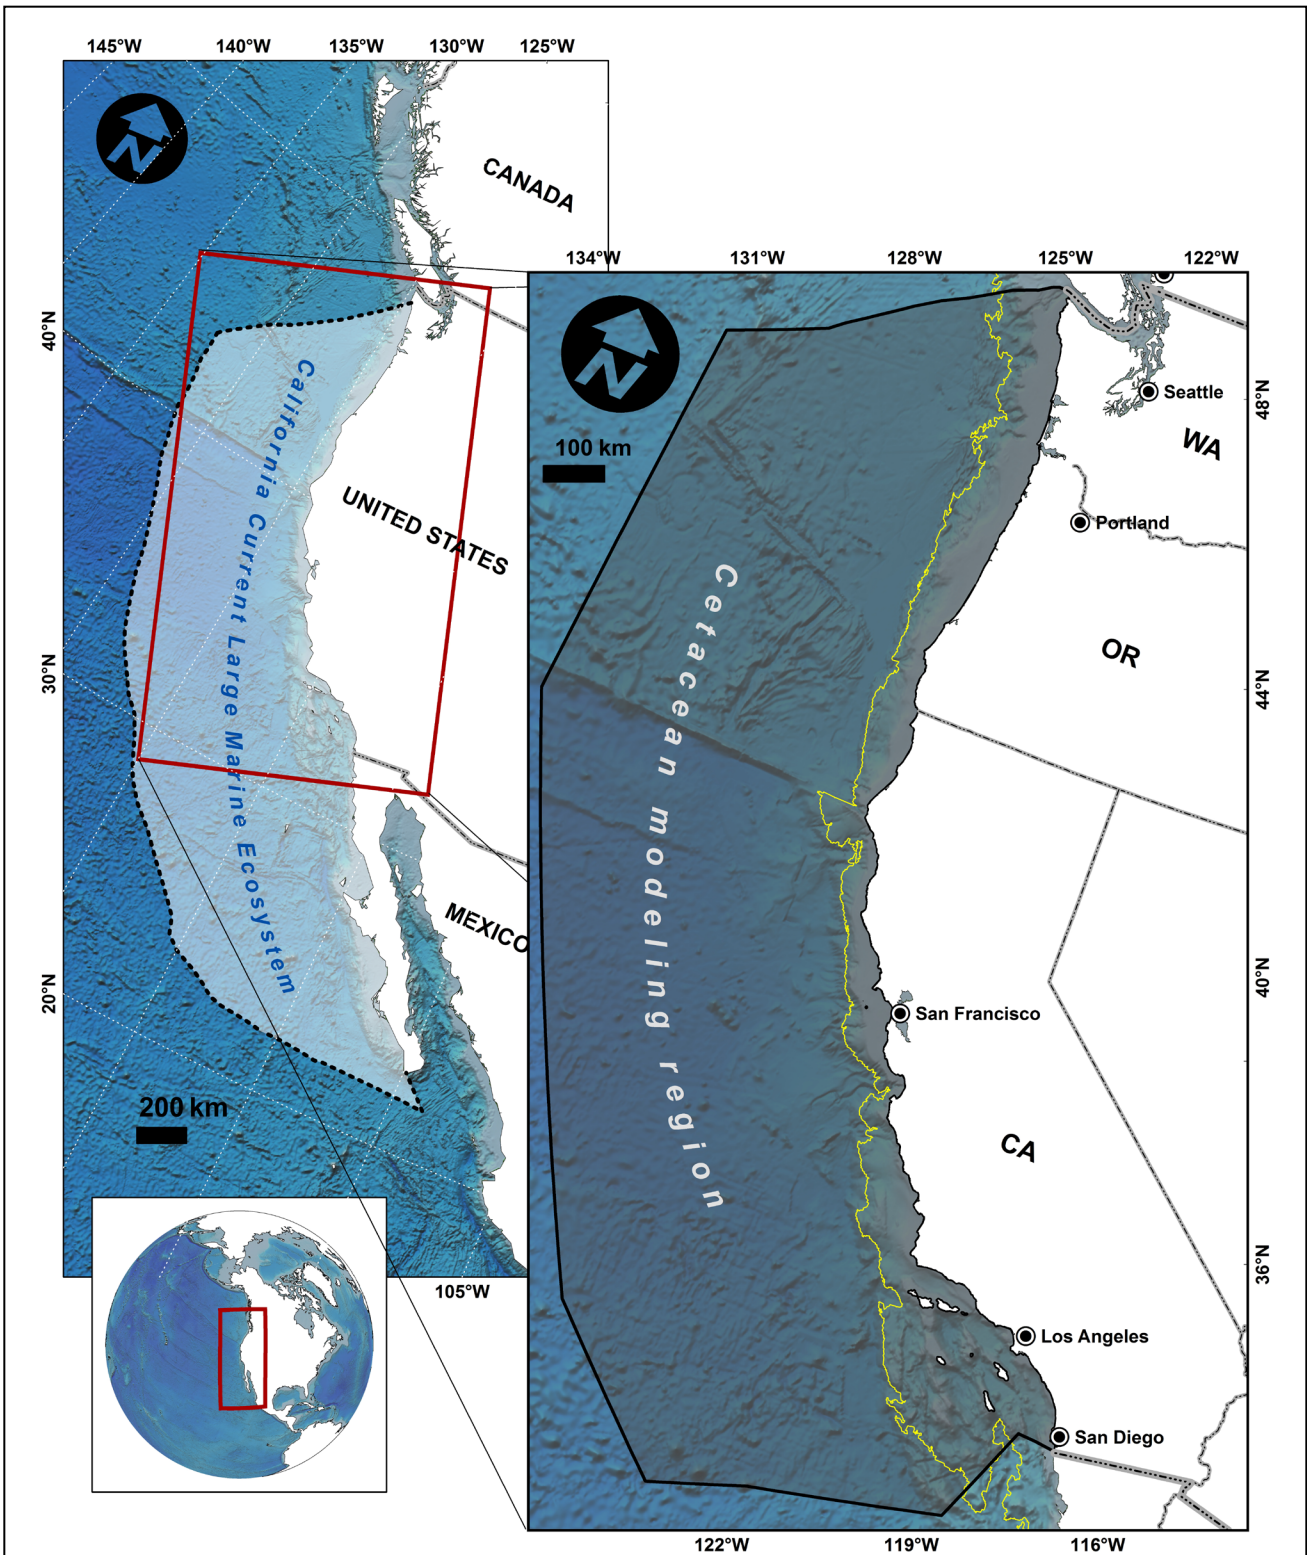 145°W 140°W 135°W 130°W 125°W
N
CANADA
40°N
30°N
20°N
California Current Large Marine Ecosystem
UNITED STATES
MEXICO
200 km
105°W
134°W 131°W 128°W 125°W 122°W
N
100 km
Seattle
WA
48°N
Portland
Cetacean modeling region
OR
44°N
40°N
San Francisco
CA
36°N
Los Angeles
San Diego
122°W 119°W 116°W